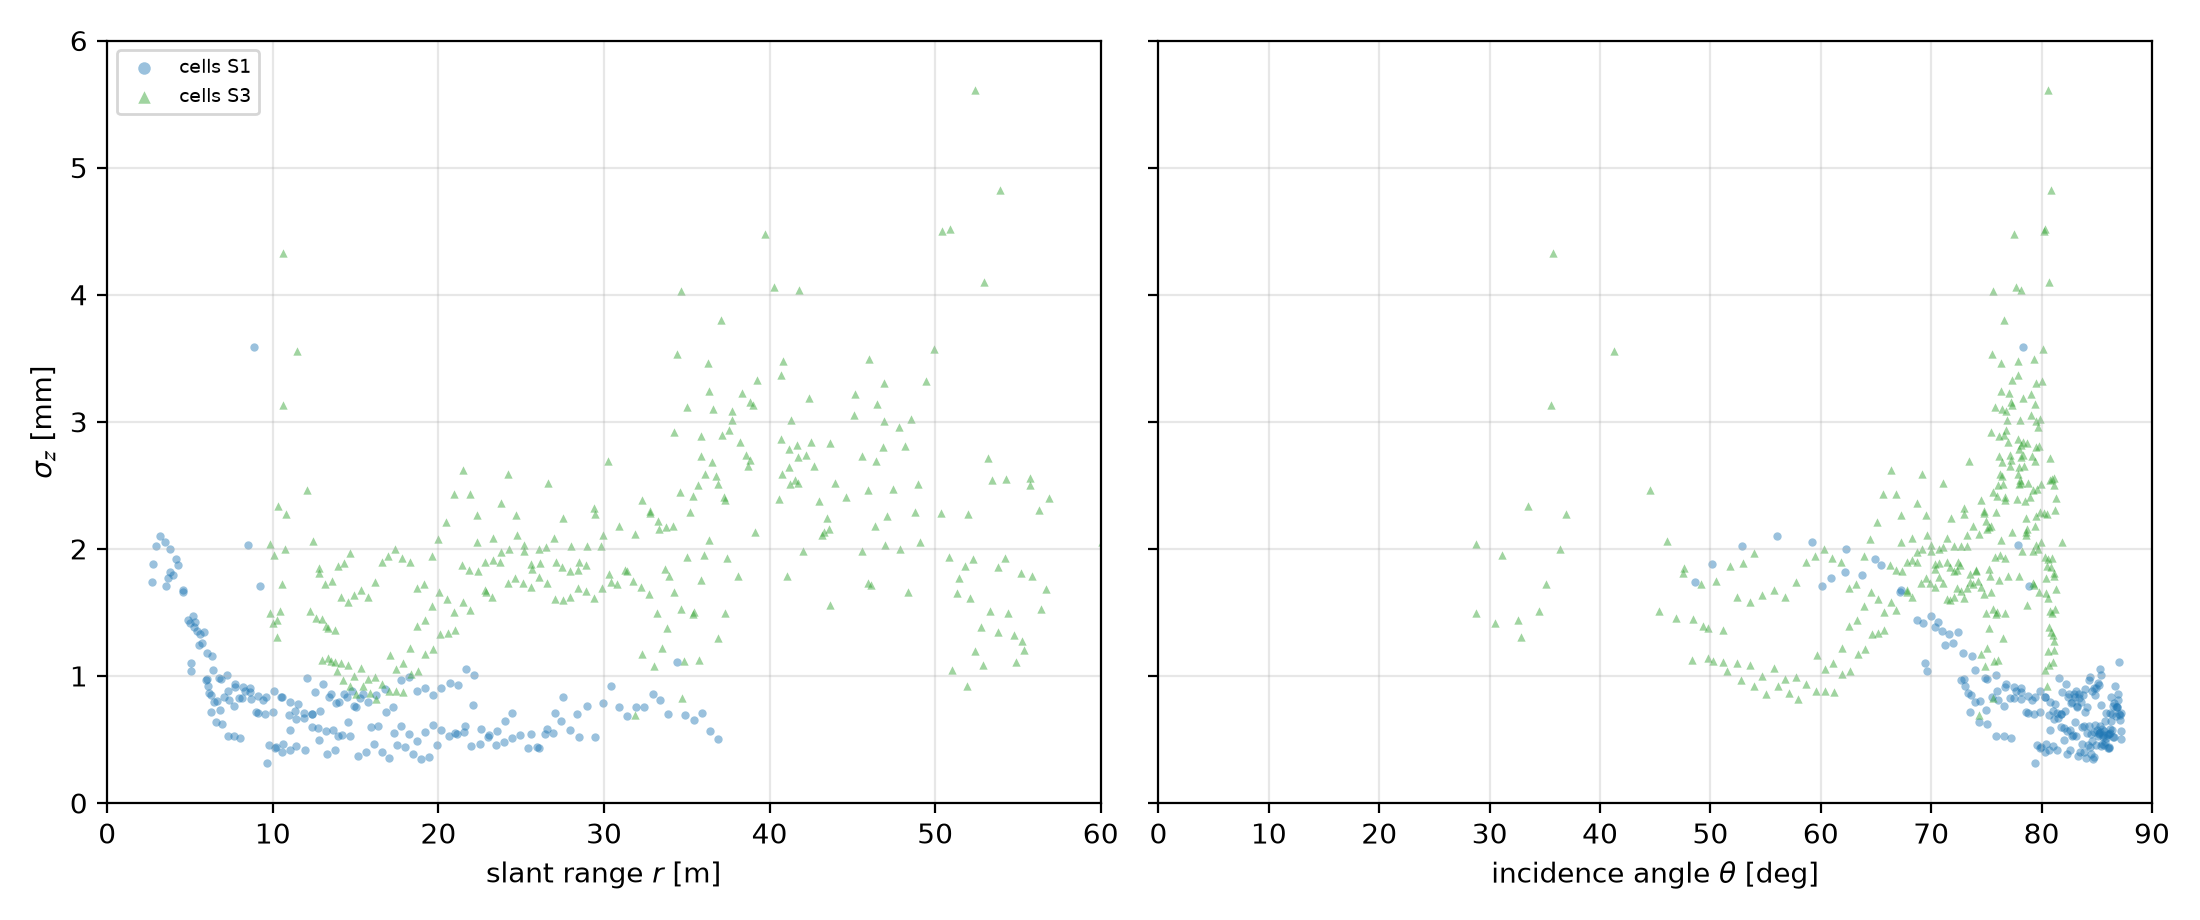 6
5
4
3
2
1
0
σz [mm]
cells S1
cells S3
0 10 20 30 40 50 60
slant range r [m]
0 10 20 30 40 50 60 70 80 90
incidence angle θ [deg]